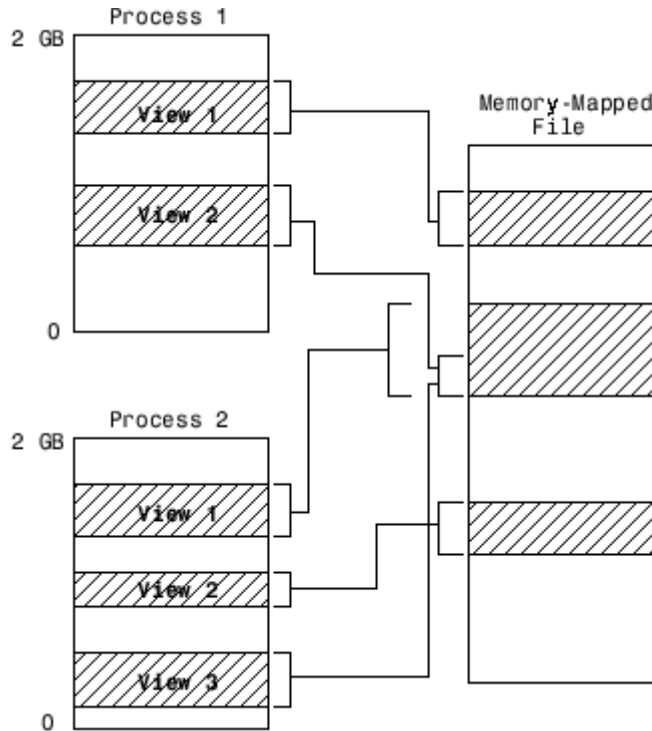 Process 1
2 GB
View 1
View 2
0
Memory-Mapped
File
Process 2
2 GB
View 1
View 2
View 3
0